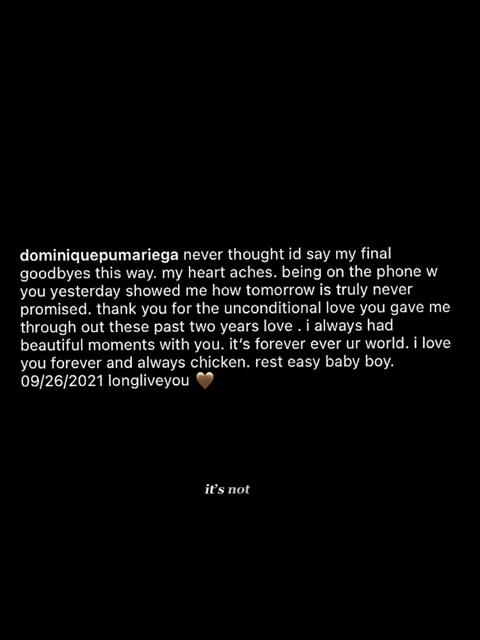 dominiquepumariega never thought id say my final
goodbyes this way. my heart aches. being on the phone w
you yesterday showed me how tomorrow is truly never
promised. thank you for the unconditional love you gave me
through out these past two years love . i always had
beautiful moments with you. it’s forever ever ur world. i love
you forever and always chicken. rest easy baby boy.
09/26/2021 longliveyou 🤎
it's not